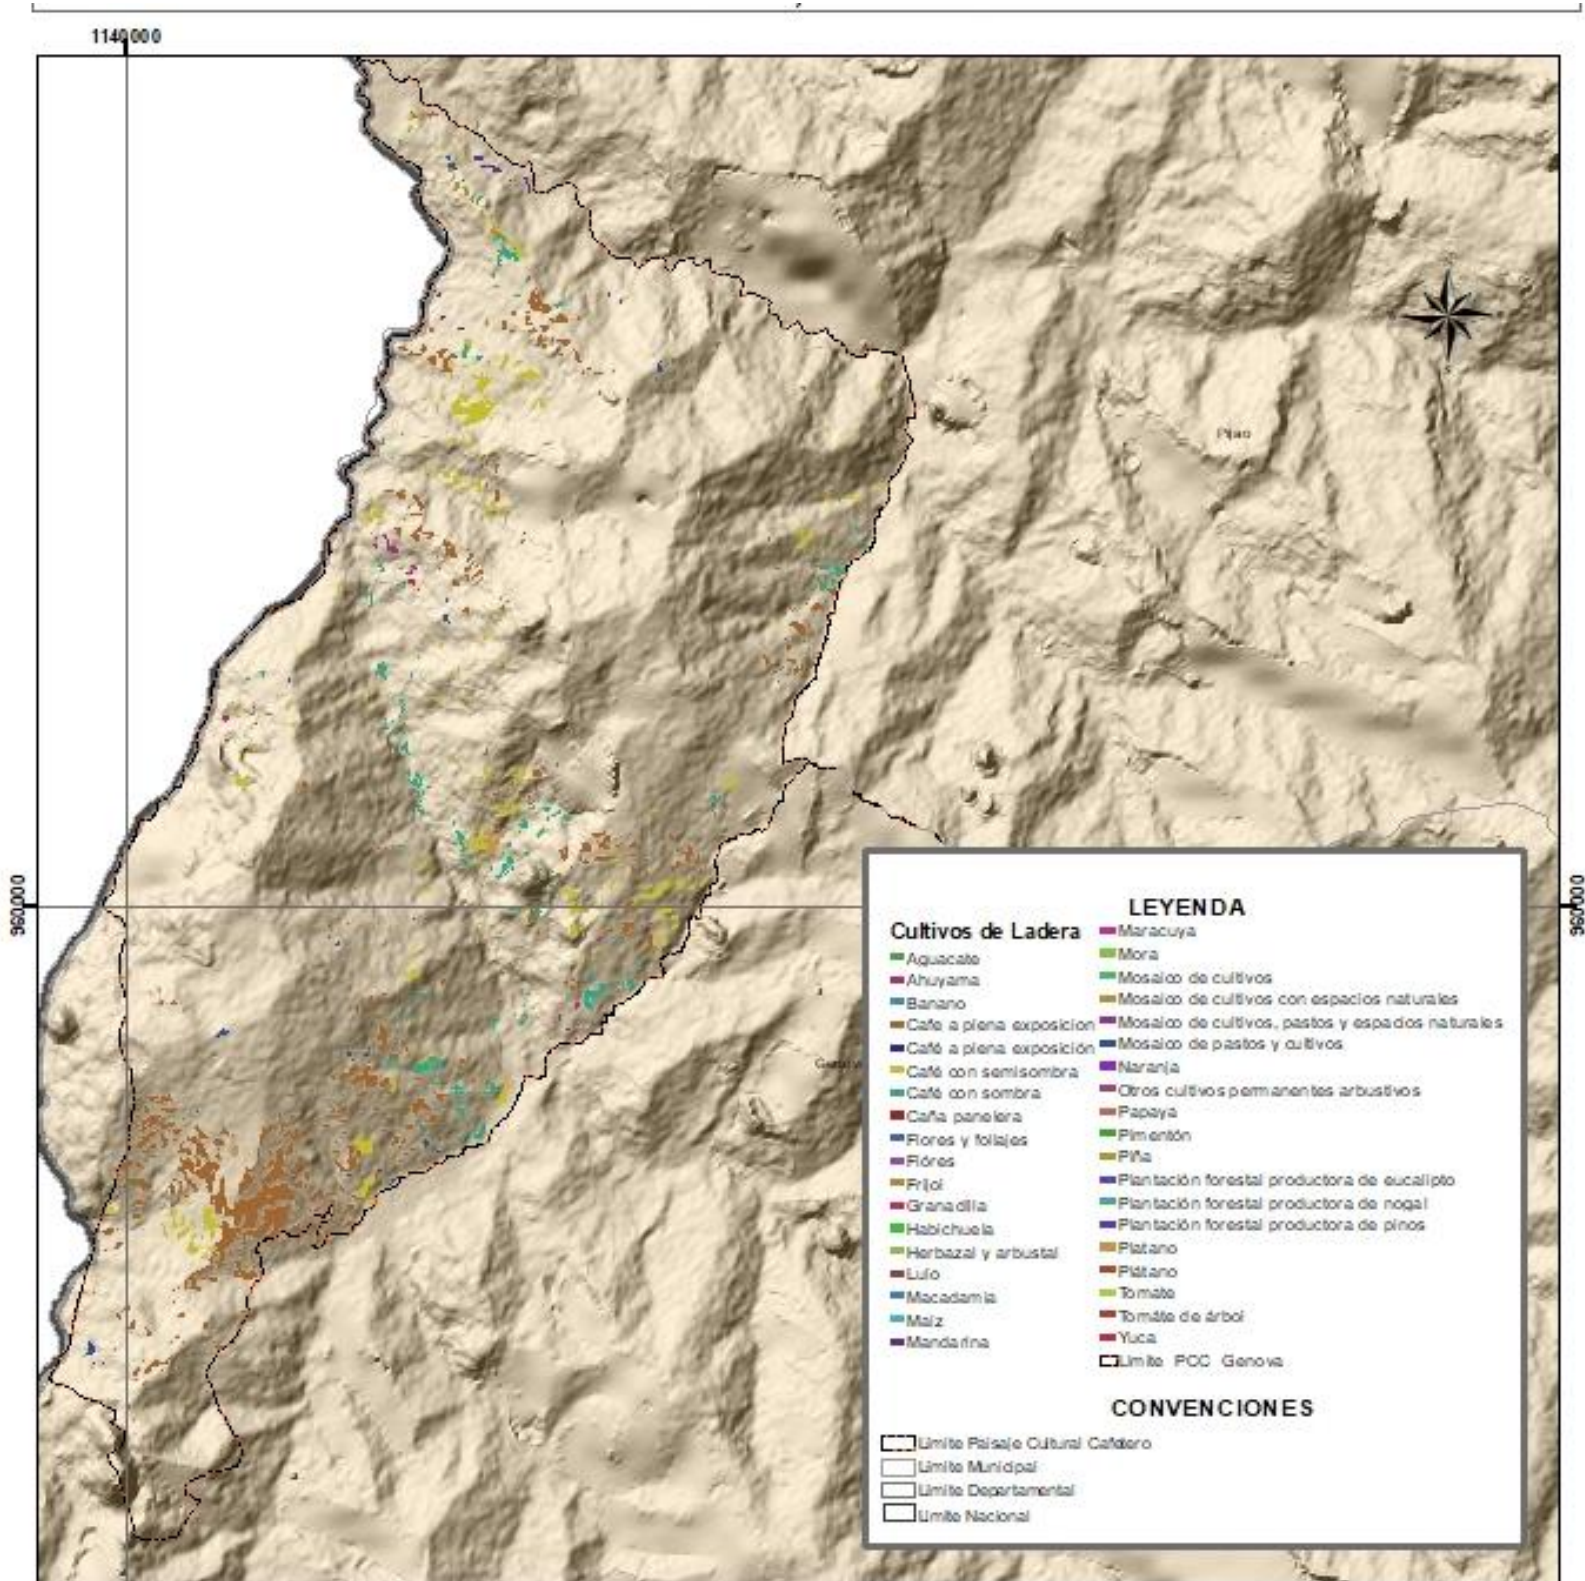 1140000
Pijao
960000
960000
LEYENDA
Cultivos de Ladera
Aguacate
Ahuyama
Banano
Cafe a plena exposicion
Café a plena exposición
Café con semisombra
Café con sombra
Caña panelera
Flores y follajes
Flóres
Frijol
Granadilla
Habichuela
Herbazal y arbustal
Lulo
Macadamia
Maiz
Mandarina
Maracuya
Mora
Mosaico de cultivos
Mosaico de cultivos con espacios naturales
Mosaico de cultivos, pastos y espacios naturales
Mosaico de pastos y cultivos
Naranja
Otros cultivos permanentes arbustivos
Papaya
Pimentón
Piña
Plantación forestal productora de eucalipto
Plantación forestal productora de nogal
Plantación forestal productora de pinos
Platano
Plátano
Tomate
Tomáte de árbol
Yuca
Limite PCC Genova
CONVENCIONES
Limite Paisaje Cultural Cafetero
Limite Municipal
Limite Departamental
Limite Nacional